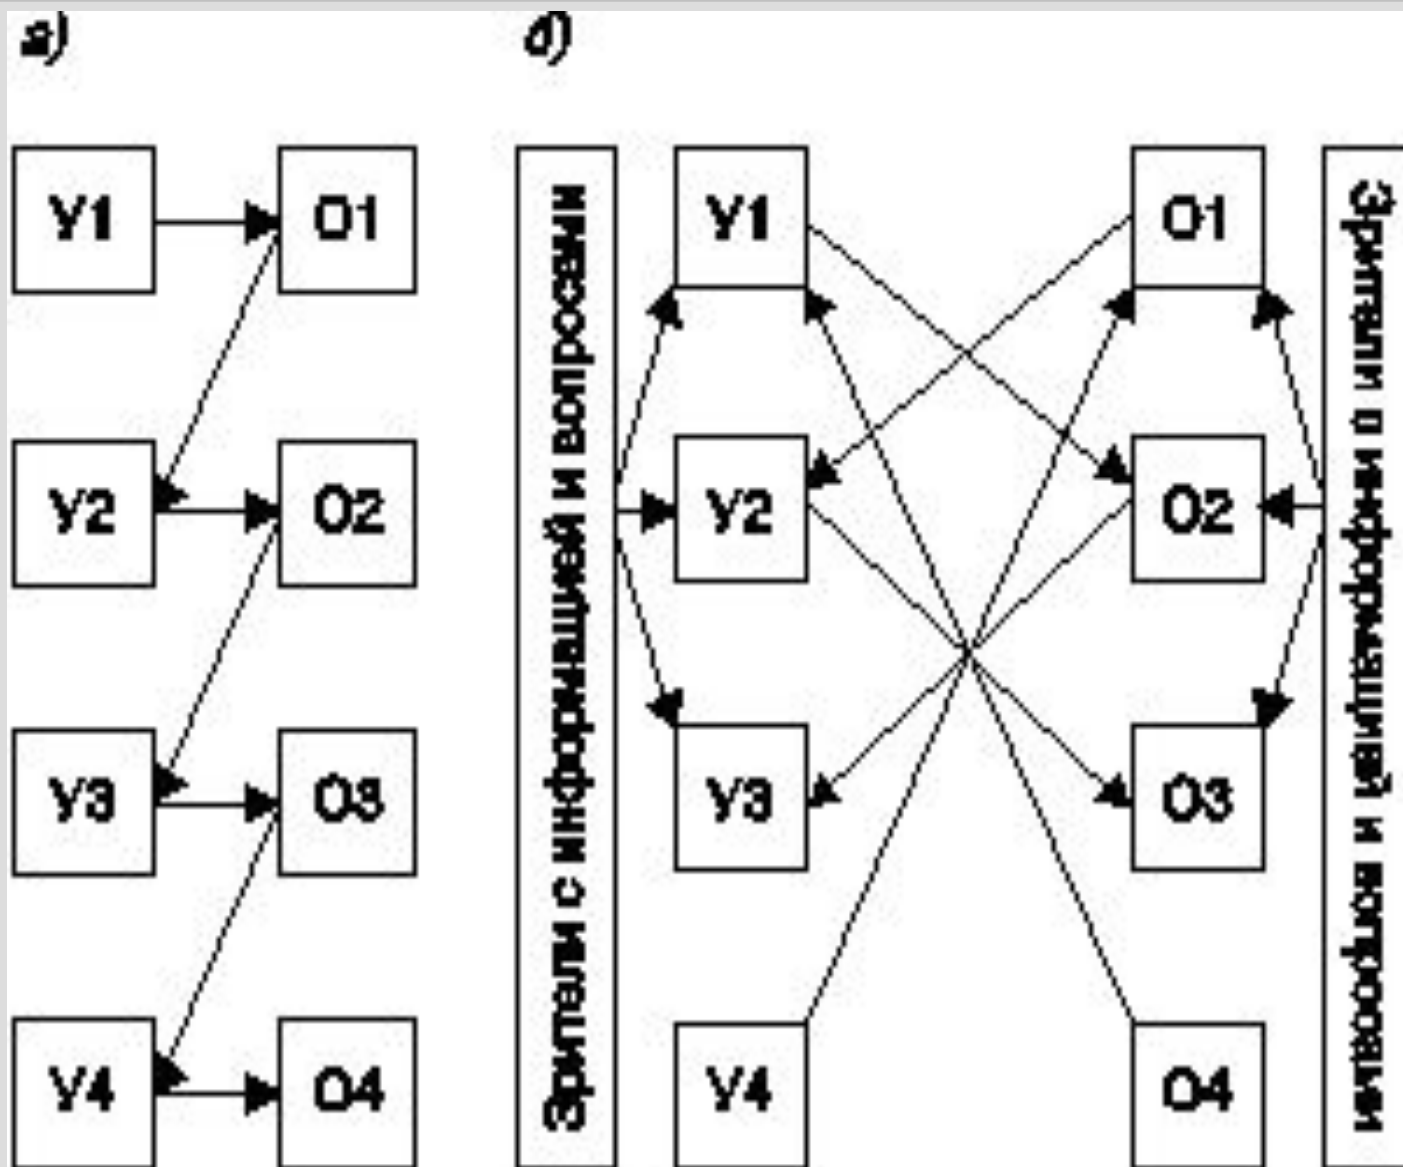 а)
б)
У1
О1
У2
О2
У3
О3
У4
О4
Зрители с информацией и вопросами
У1
О1
У2
О2
У3
О3
У4
О4
Зрители с информацией и вопросами